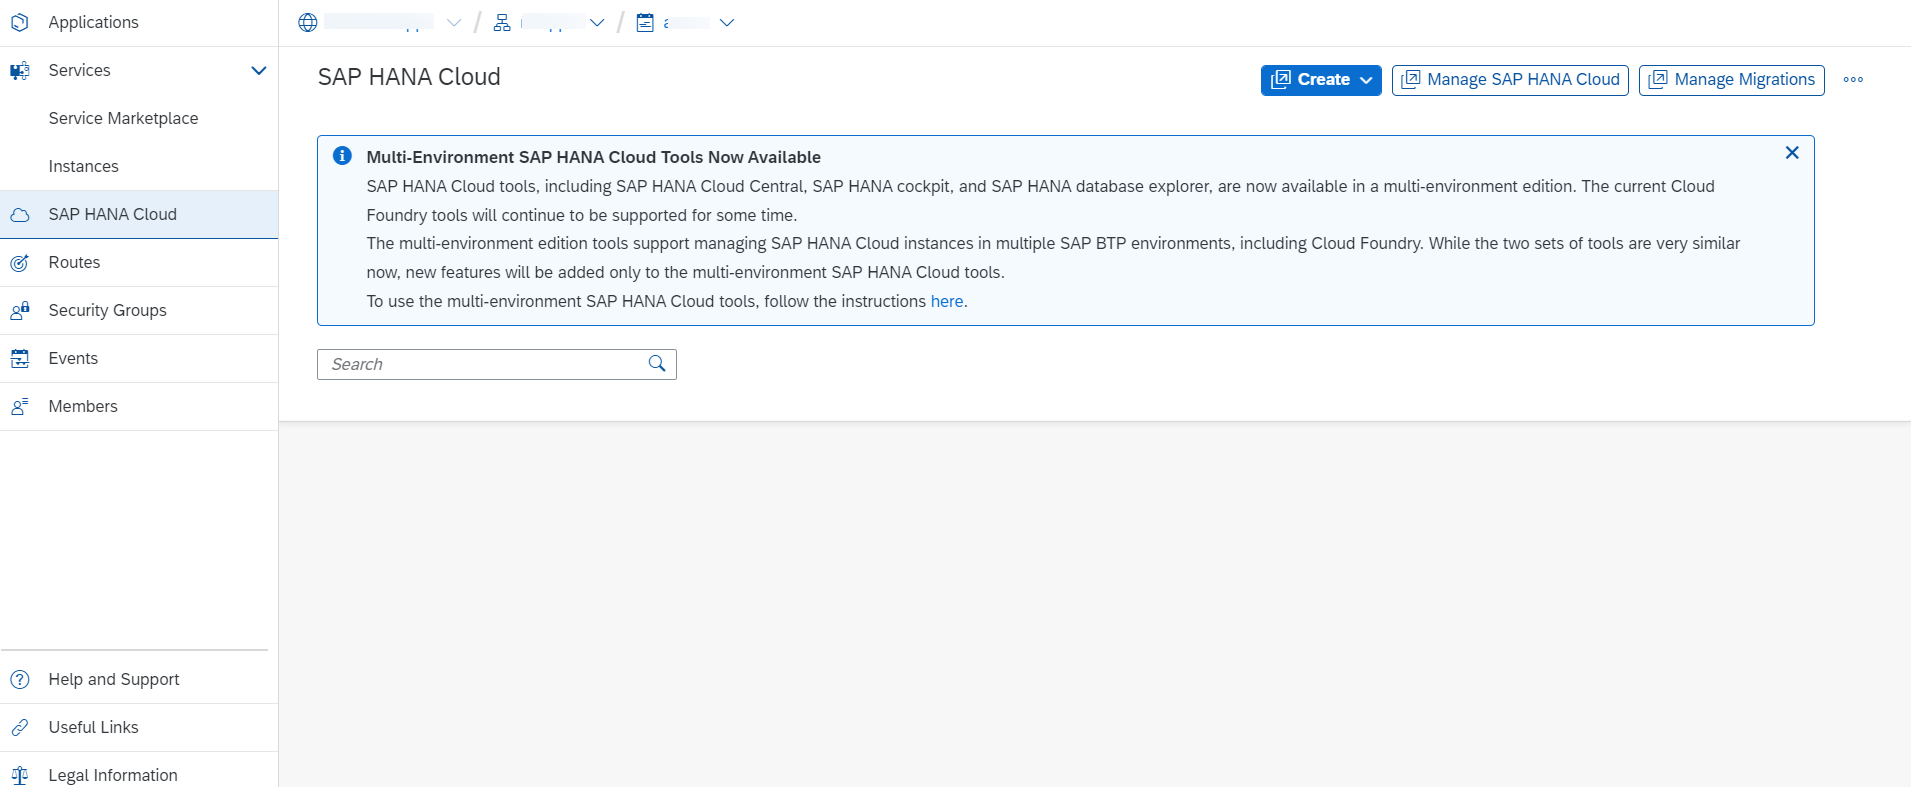 Applications
Services
Service Marketplace
Instances
SAP HANA Cloud
Routes
Security Groups
Events
Members
Help and Support
Useful Links
Legal Information
/ /
SAP HANA Cloud
Create
Manage SAP HANA Cloud
Manage Migrations
Multi-Environment SAP HANA Cloud Tools Now Available
SAP HANA Cloud tools, including SAP HANA Cloud Central, SAP HANA cockpit, and SAP HANA database explorer, are now available in a multi-environment edition. The current Cloud
Foundry tools will continue to be supported for some time.
The multi-environment edition tools support managing SAP HANA Cloud instances in multiple SAP BTP environments, including Cloud Foundry. While the two sets of tools are very similar
now, new features will be added only to the multi-environment SAP HANA Cloud tools.
To use the multi-environment SAP HANA Cloud tools, follow the instructions here.
Search